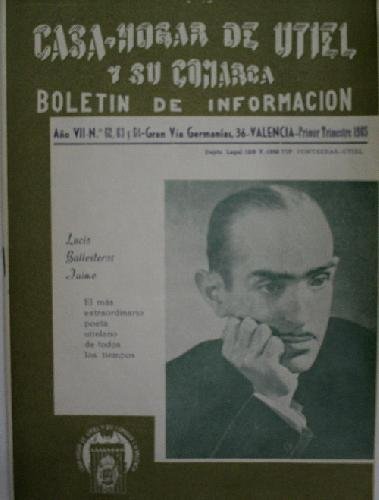 CASA-HOGAR DE UTIEL
Y SU COMARCA
BOLETIN DE INFORMACION
Año VII-N.º 62, 63 y 64-Gran Vía Germanías, 36-VALENCIA-Primer Trimestre 1965
Lucio
Ballesteros
Jaime
El más
extraordinario
poeta
utielano
de todos
los tiempos